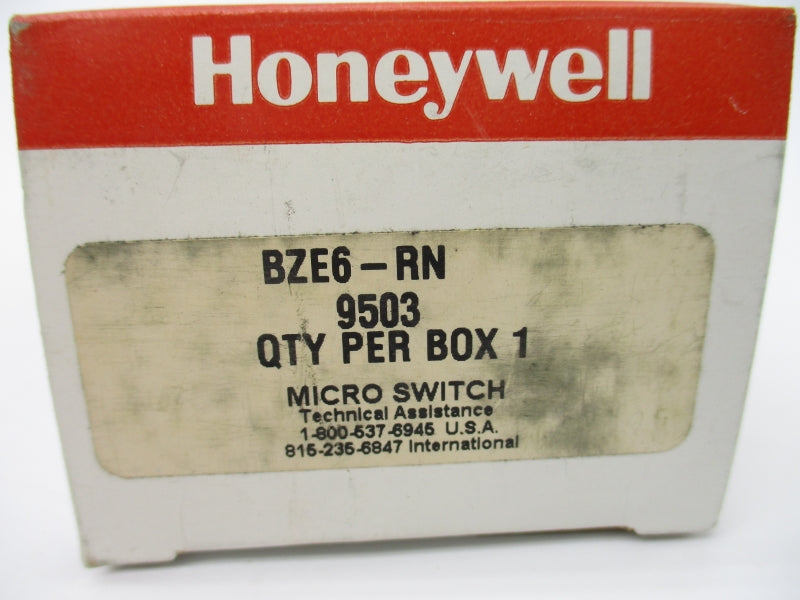 Honeywell
BZE6-RN
9503
QTY PER BOX 1
MICRO SWITCH
Technical Assistance
1-800-537-6945 U.S.A.
815-235-6847 International